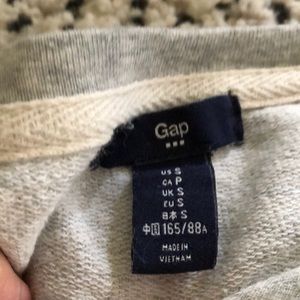 Gap
US S
CA P
UK S
EU S
日本 S
中国 165/88A
MADE IN
VIETNAM